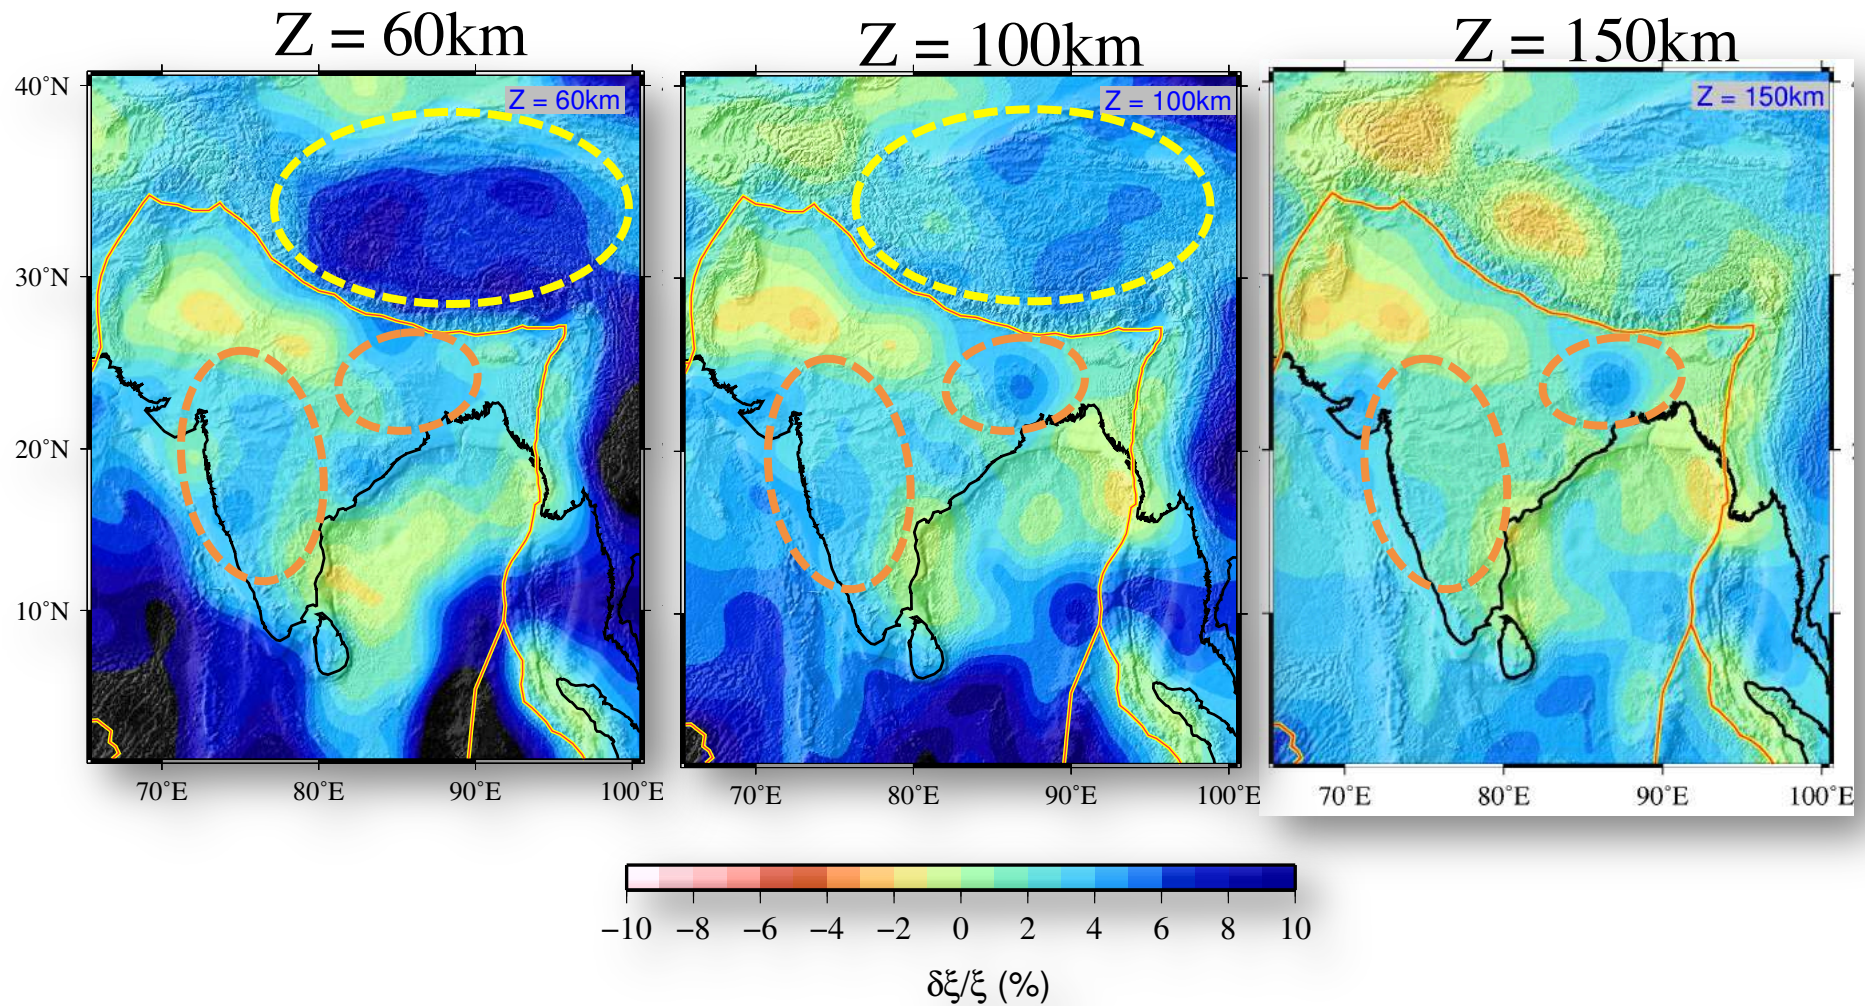 Z = 60km
Z = 100km
Z = 150km
Z = 60km
Z = 100km
Z = 150km
40°N
30°N
20°N
10°N
70°E 80°E 90°E 100°E
70°E 80°E 90°E 100°E
70°E 80°E 90°E 100°E
−10 −8 −6 −4 −2 0 2 4 6 8 10
δξ/ξ (%)